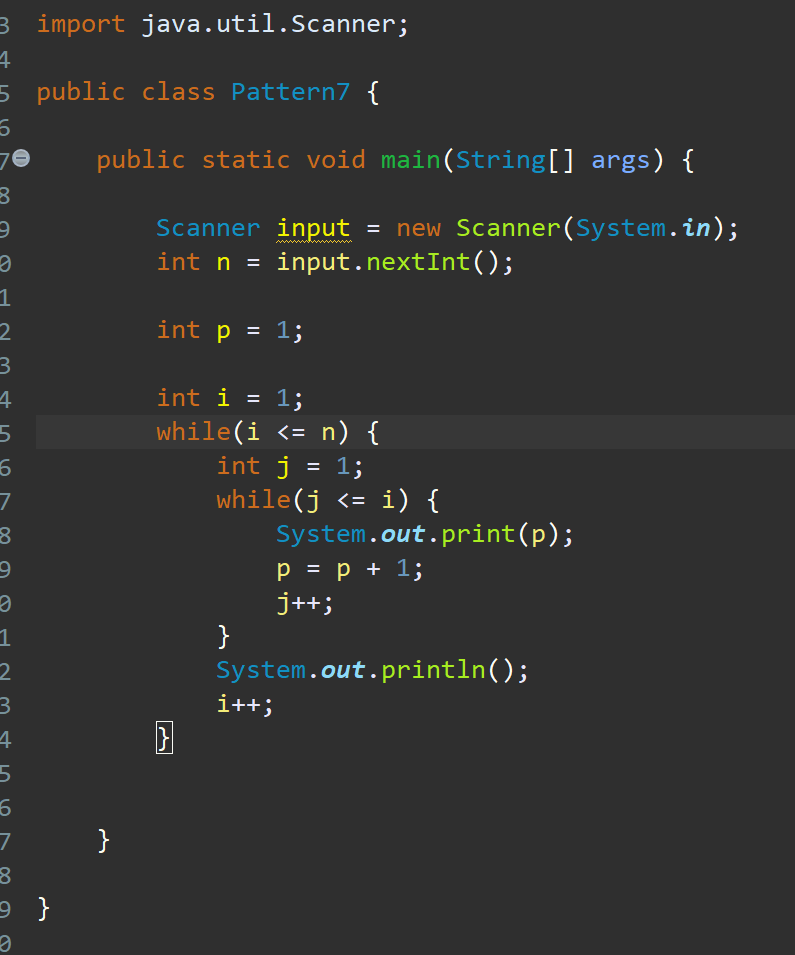 3 import java.util.Scanner;
4
5 public class Pattern7 {
6
7 public static void main(String[] args) {
8
9 Scanner input = new Scanner(System.in);
0 int n = input.nextInt();
1
2 int p = 1;
3
4 int i = 1;
5 while(i <= n) {
6 int j = 1;
7 while(j <= i) {
8 System.out.print(p);
9 p = p + 1;
0 j++;
1 }
2 System.out.println();
3 i++;
4 }
5
6
7 }
8
9 }
0